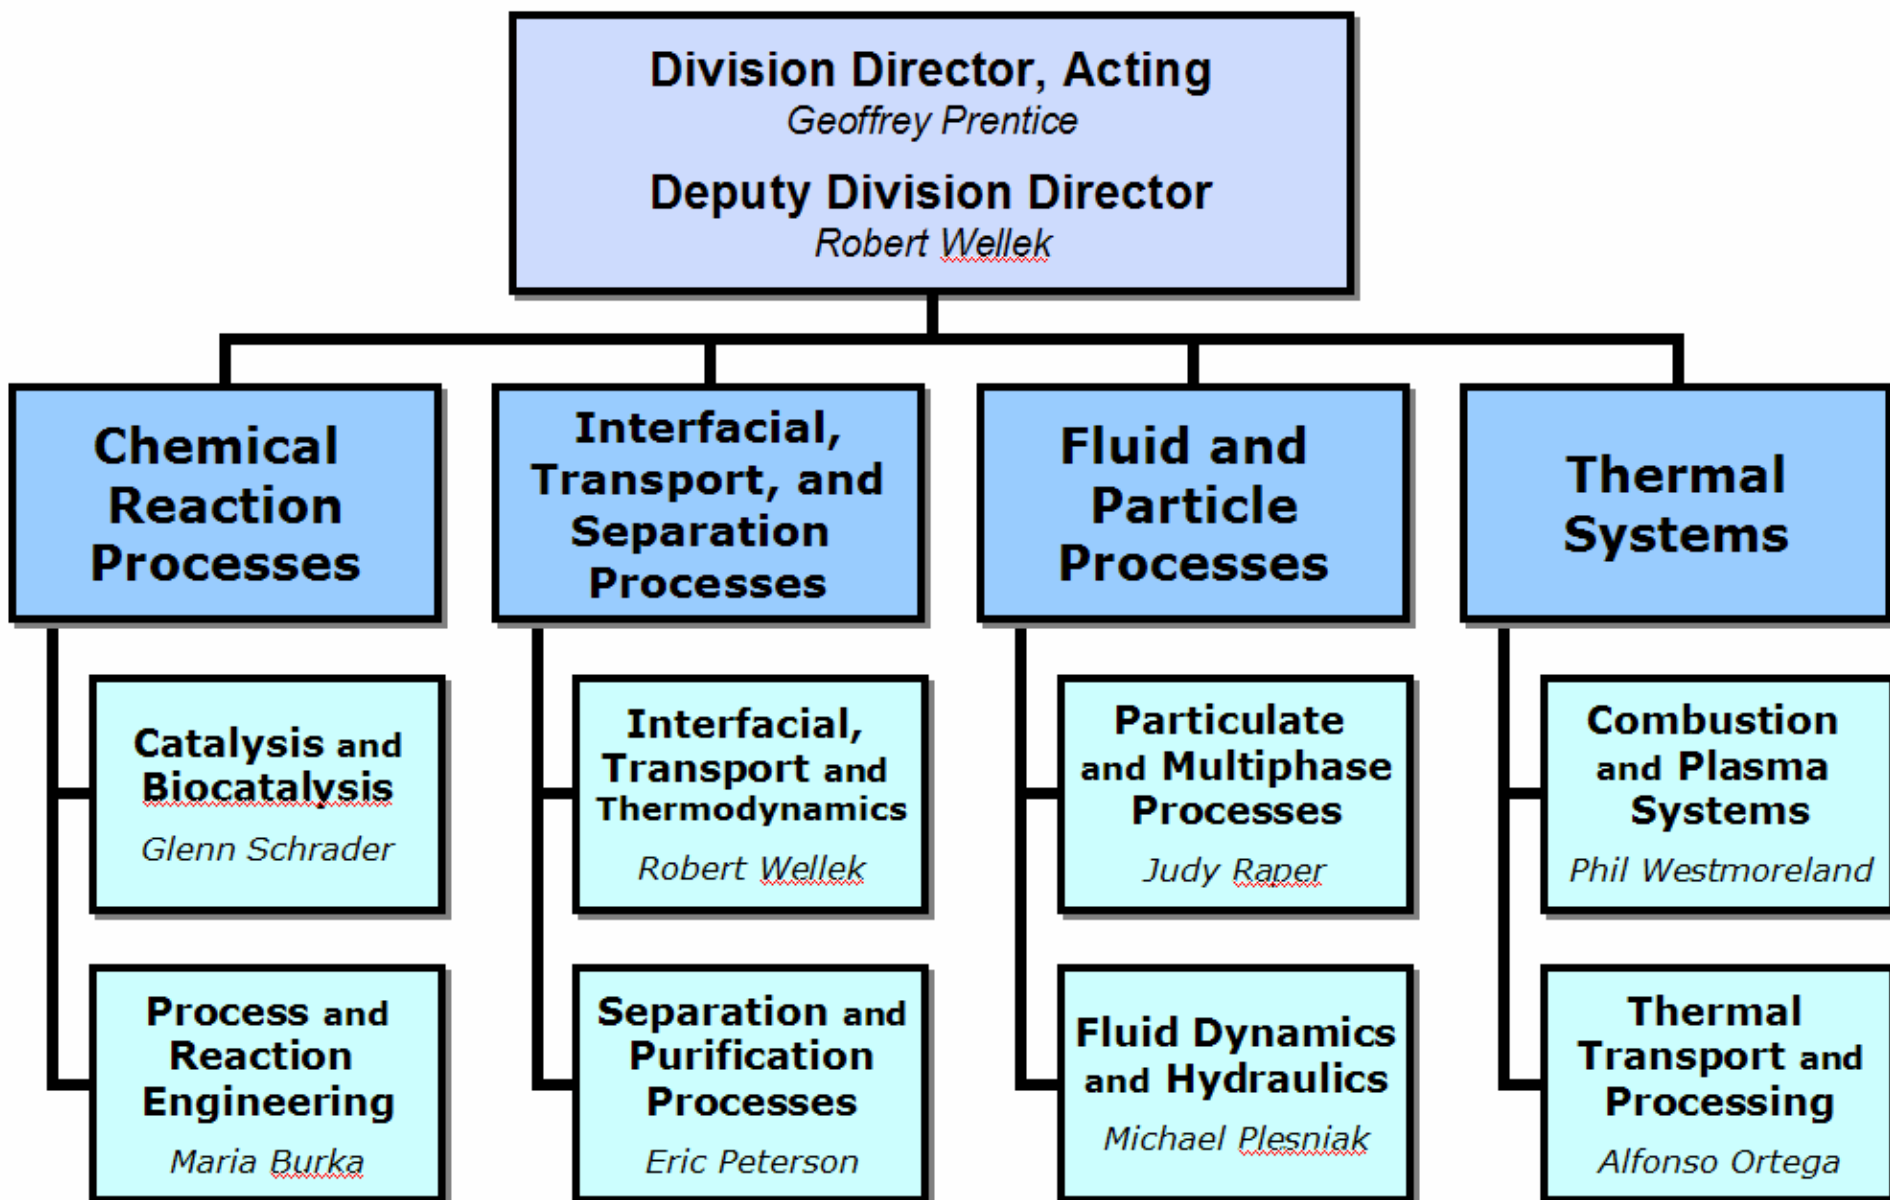 Division Director, Acting
Geoffrey Prentice
Deputy Division Director
Robert Wellek
Chemical
Reaction
Processes
Interfacial,
Transport, and
Separation
Processes
Fluid and
Particle
Processes
Thermal
Systems
Catalysis and
Biocatalysis
Glenn Schrader
Interfacial,
Transport and
Thermodynamics
Robert Wellek
Particulate
and Multiphase
Processes
Judy Raper
Combustion
and Plasma
Systems
Phil Westmoreland
Process and
Reaction
Engineering
Maria Burka
Separation and
Purification
Processes
Eric Peterson
Fluid Dynamics
and Hydraulics
Michael Plesniak
Thermal
Transport and
Processing
Alfonso Ortega